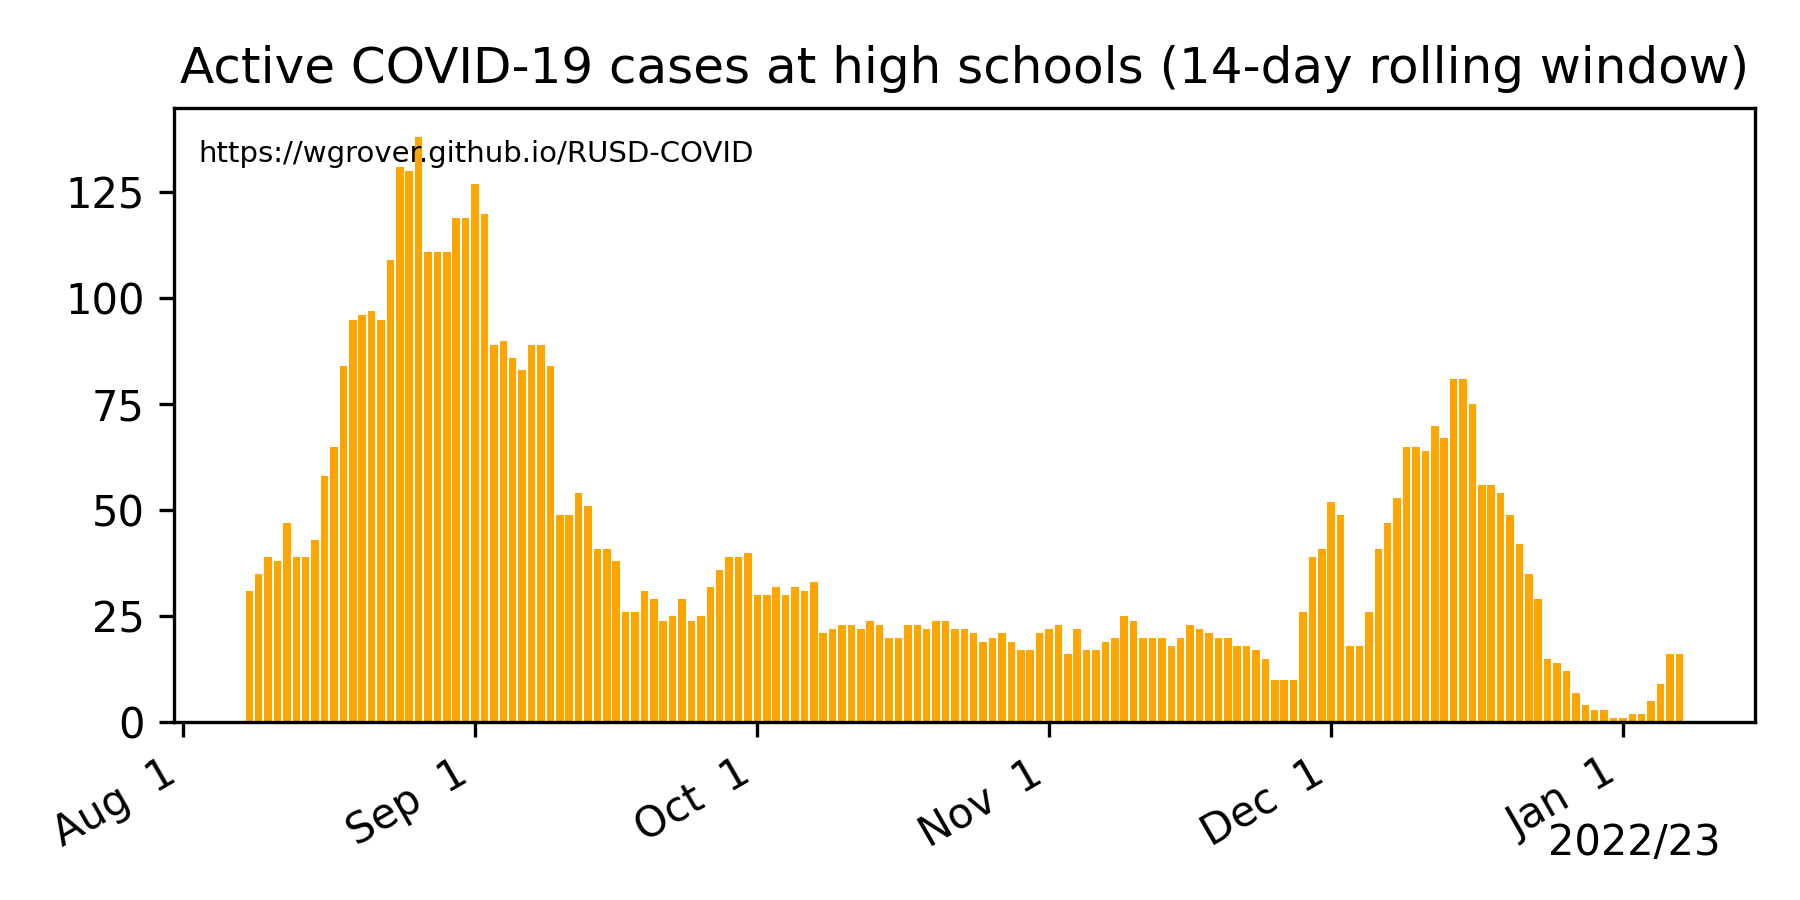 Active COVID-19 cases at high schools (14-day rolling window)
https://wgrover.github.io/RUSD-COVID
125
100
75
50
25
0
Aug 1
Sep 1
Oct 1
Nov 1
Dec 1
Jan 1
2022/23